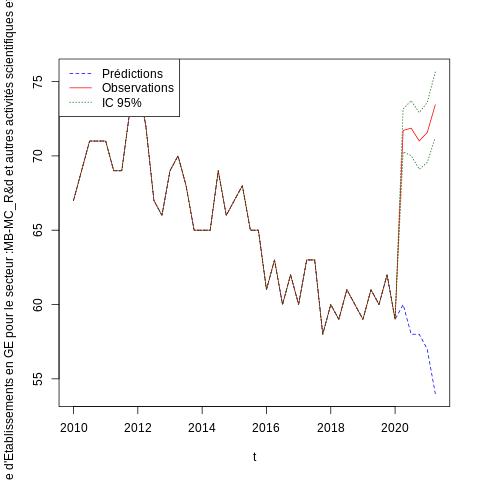 e d'Etablissements en GE pour le secteur :MB-MC_R&d et autres activités scientifiques e
Prédictions
Observations
IC 95%
75
70
65
60
55
2010 2012 2014 2016 2018 2020
t